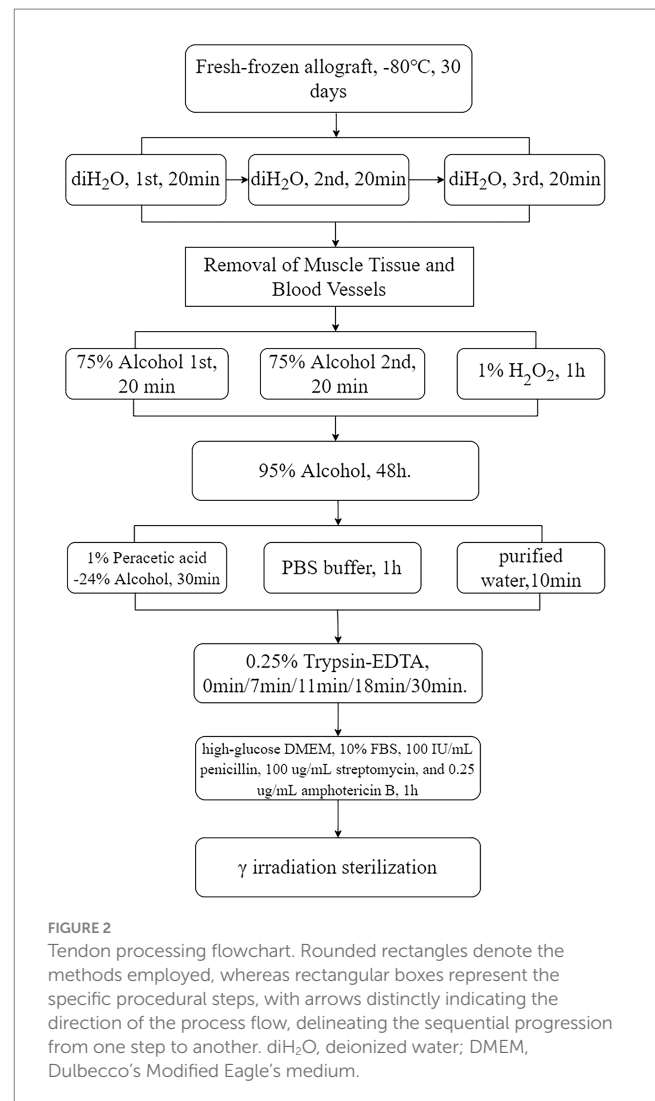 Fresh-frozen allograft, -80℃, 30
days
diH₂O, 1st, 20min
diH₂O, 2nd, 20min
diH₂O, 3rd, 20min
Removal of Muscle Tissue and
Blood Vessels
75% Alcohol 1st,
20 min
75% Alcohol 2nd,
20 min
1% H₂O₂, 1h
95% Alcohol, 48h.
1% Peracetic acid
-24% Alcohol, 30min
PBS buffer, 1h
purified
water,10min
0.25% Trypsin-EDTA,
0min/7min/11min/18min/30min.
high-glucose DMEM, 10% FBS, 100 IU/mL
penicillin, 100 ug/mL streptomycin, and 0.25
ug/mL amphotericin B, 1h
γ irradiation sterilization
FIGURE 2
Tendon processing flowchart. Rounded rectangles denote the
methods employed, whereas rectangular boxes represent the
specific procedural steps, with arrows distinctly indicating the
direction of the process flow, delineating the sequential progression
from one step to another. diH₂O, deionized water; DMEM,
Dulbecco's Modified Eagle's medium.